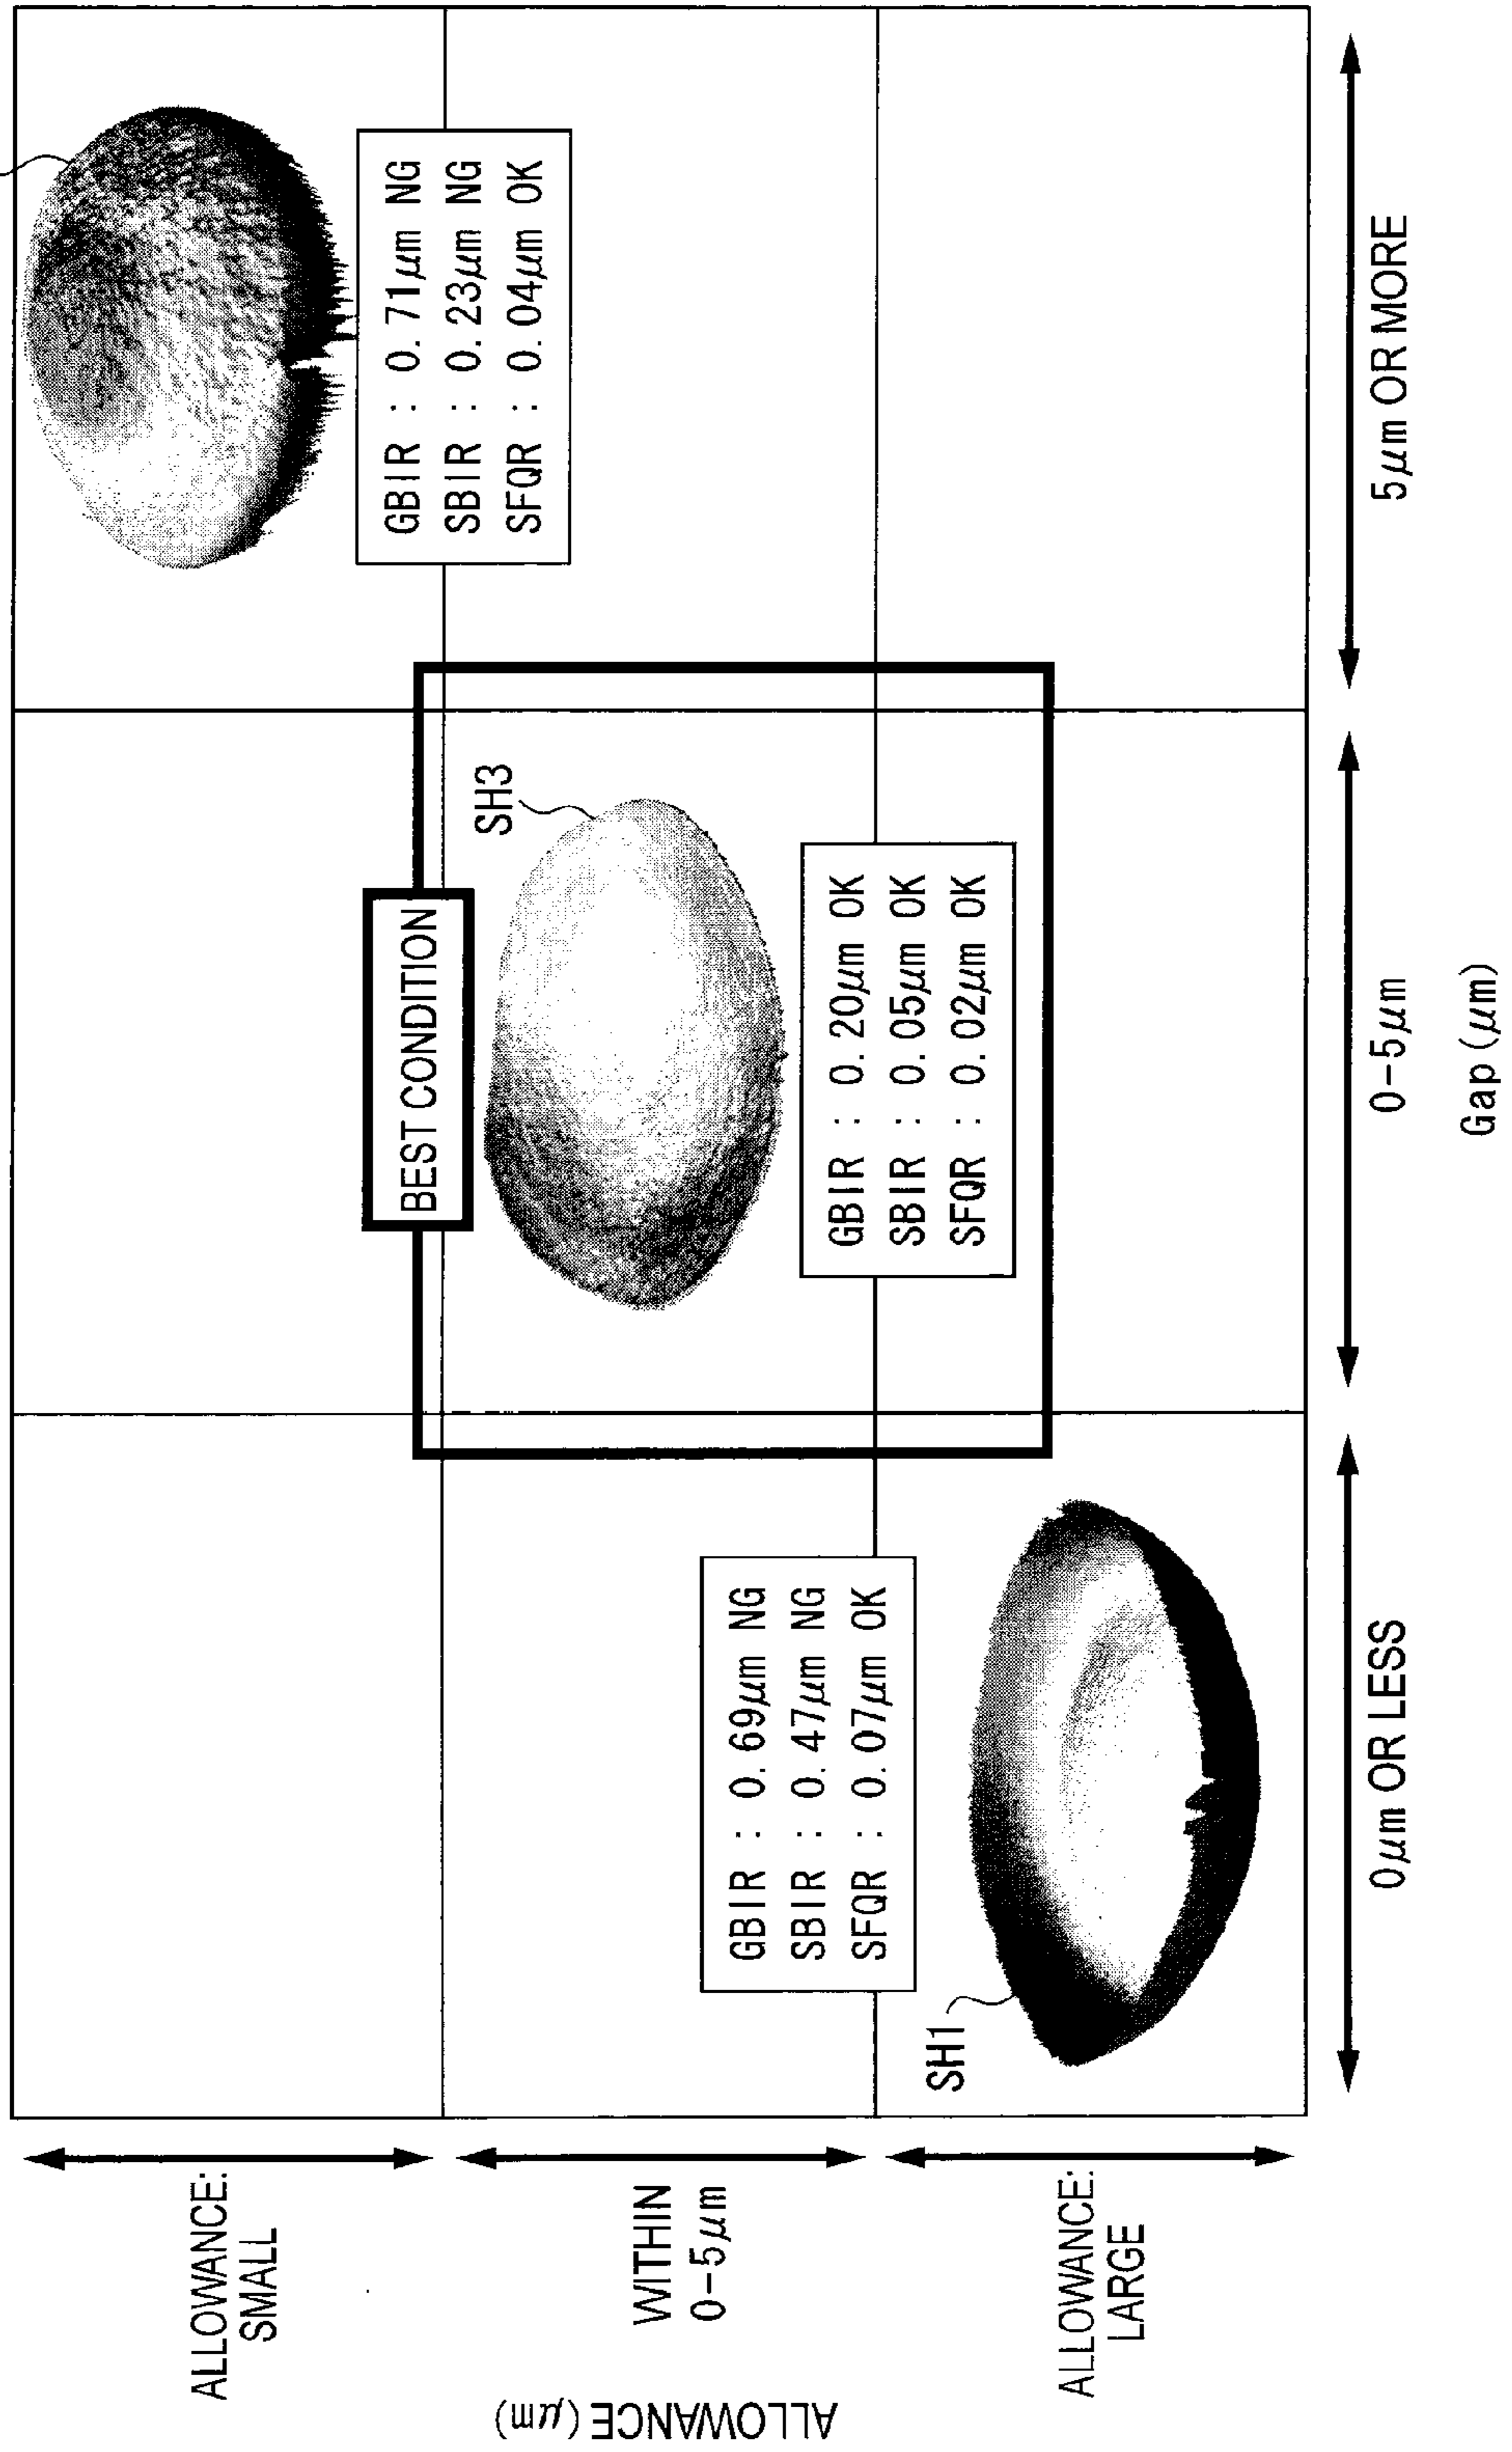 ALLOWANCE (μm)
ALLOWANCE:
SMALL
WITHIN
0-5μm
ALLOWANCE:
LARGE
GBIR : 0.71μm NG
SBIR : 0.23μm NG
SFQR : 0.04μm OK
BEST CONDITION
SH3
GBIR : 0.20μm OK
SBIR : 0.05μm OK
SFQR : 0.02μm OK
GBIR : 0.69μm NG
SBIR : 0.47μm NG
SFQR : 0.07μm OK
SH1
0μm OR LESS
0-5μm
5μm OR MORE
Gap (μm)